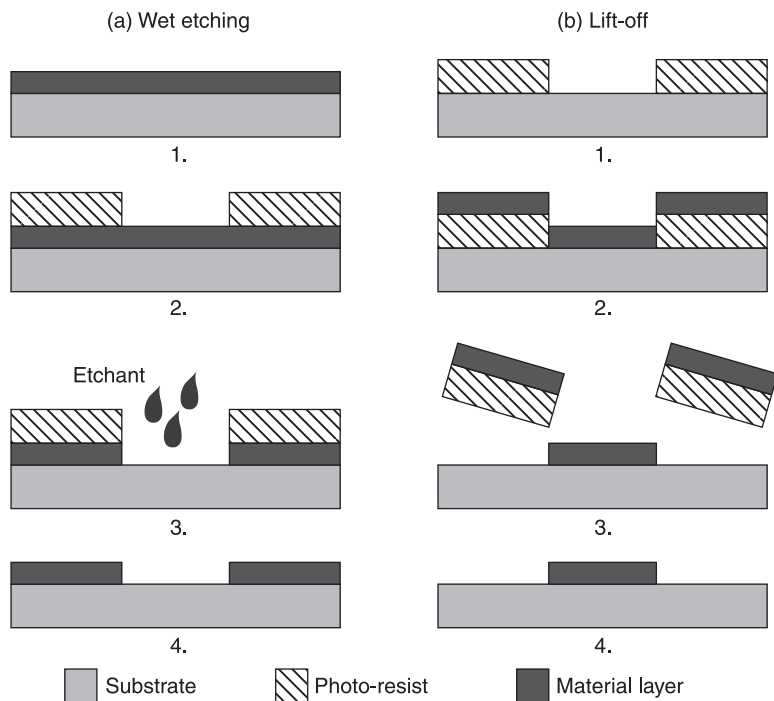 (a) Wet etching
1.
2.
Etchant
3.
4.
(b) Lift-off
1.
2.
3.
4.
Substrate
Photo-resist
Material layer